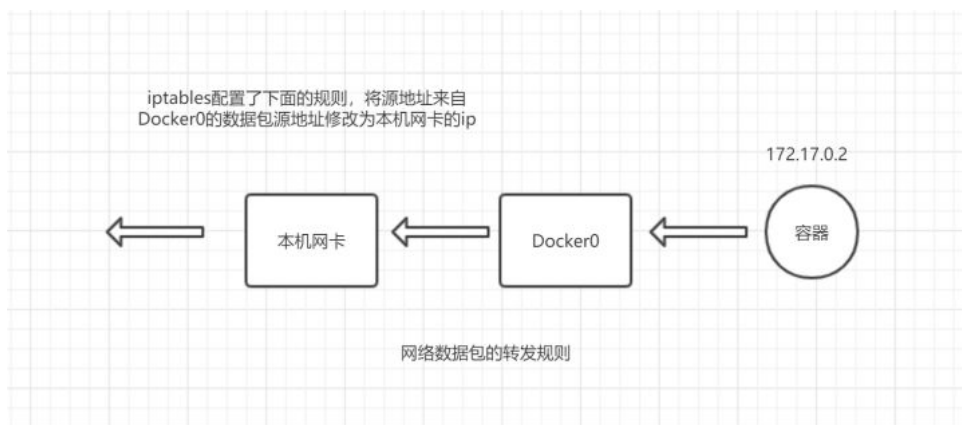 iptables配置了下面的规则，将源地址来自
Docker0的数据包源地址修改为本机网卡的ip
172.17.0.2
本机网卡
Docker0
容器
网络数据包的转发规则